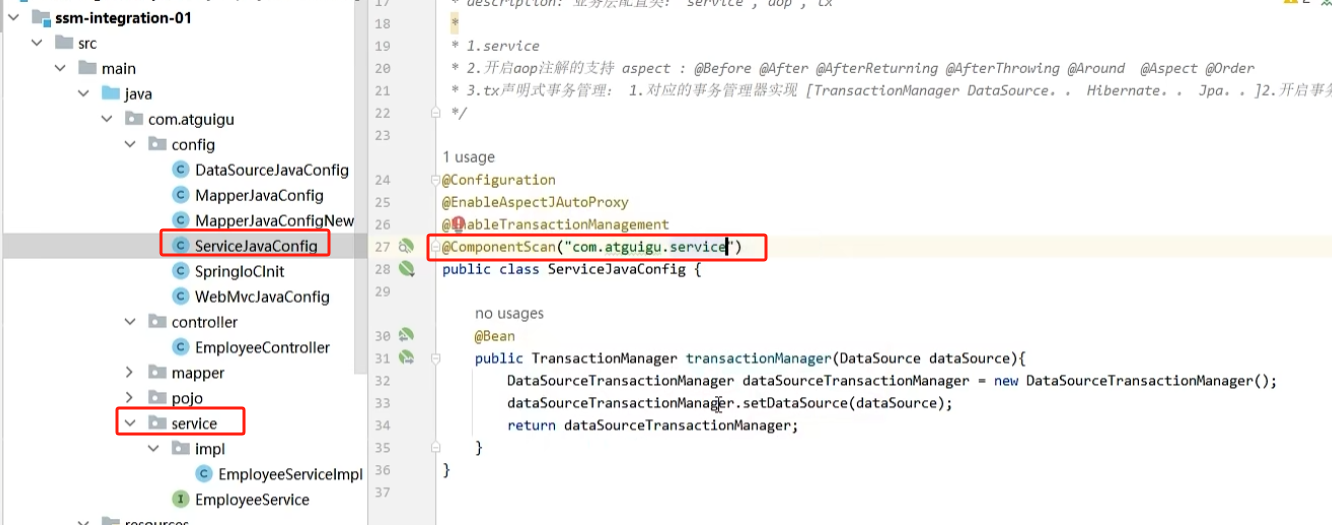 ssm-integration-01
src
main
java
com.atguigu
config
DataSourceJavaConfig
MapperJavaConfig
MapperJavaConfigNew
ServiceJavaConfig
SpringIoCInit
WebMvcJavaConfig
controller
EmployeeController
mapper
pojo
service
impl
EmployeeServiceImpl
EmployeeService
resources
17 * description: 业务层配置类: service , aop , tx
18 *
19 * 1.service
20 * 2.开启aop注解的支持 aspect : @Before @After @AfterReturning @AfterThrowing @Around @Aspect @Order
21 * 3.tx声明式事务管理: 1.对应的事务管理器实现 [TransactionManager DataSource. . Hibernate. . Jpa. . ]2.开启事务
22 */
23
1 usage
24 @Configuration
25 @EnableAspectJAutoProxy
26 @EnableTransactionManagement
27 @ComponentScan("com.atguigu.service")
28 public class ServiceJavaConfig {
29
no usages
30 @Bean
31 public TransactionManager transactionManager(DataSource dataSource){
32 DataSourceTransactionManager dataSourceTransactionManager = new DataSourceTransactionManager();
33 dataSourceTransactionManager.setDataSource(dataSource);
34 return dataSourceTransactionManager;
35 }
36 }
37